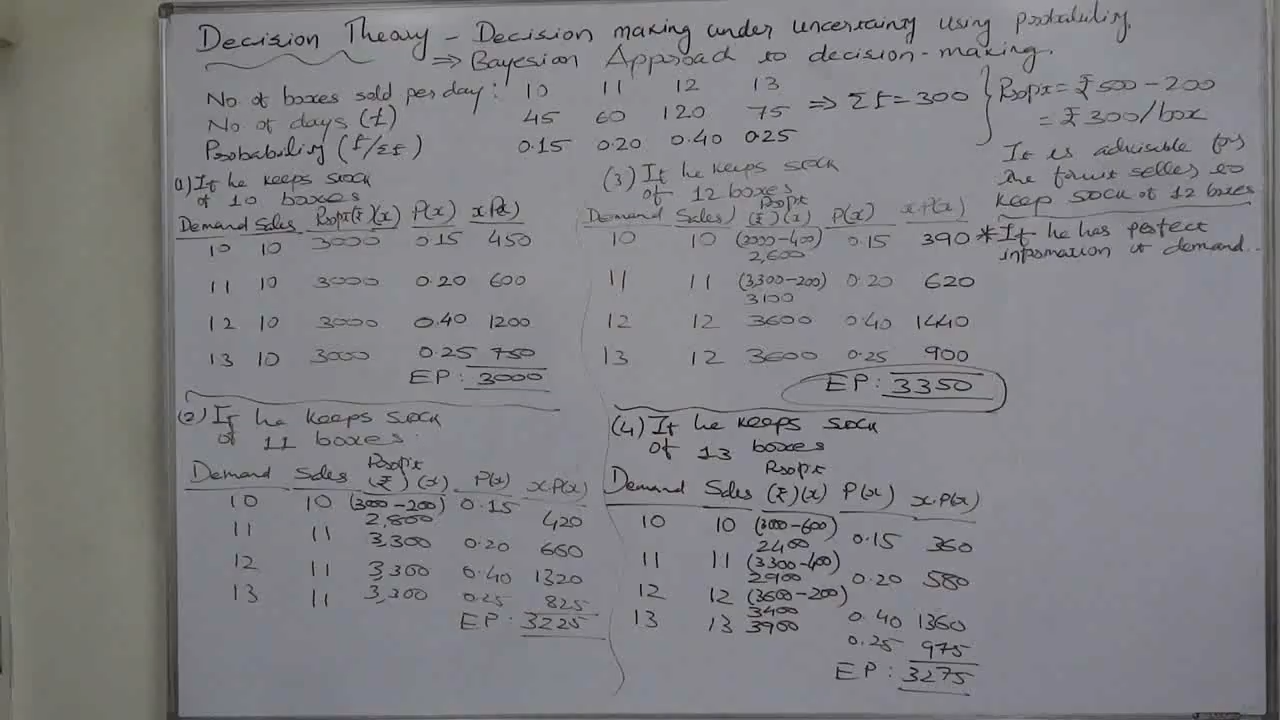 Decision Theory - Decision making under uncertainty using probability.
⇒ Bayesian Approach to decision-making.
No of boxes sold per day: 10 11 12 13
No. of days (f) 45 60 120 75 ⇒ Σf = 300
Probability (f/Σf) 0.15 0.20 0.40 0.25
Profit = ₹500 - 200
= ₹300/box
It is advisable for
the fruit seller to
keep stock of 12 boxes
* If he has perfect
information of demand..
(1) If he keeps stock
of 10 boxes
Demand Sales Profit(₹)(x) P(x) xP(x)
10 10 3000 0.15 450
11 10 3000 0.20 600
12 10 3000 0.40 1200
13 10 3000 0.25 750
EP: 3000
(2) If he keeps stock
of 11 boxes
Demand Sales Profit (₹)(x) P(x) x.P(x)
10 10 (3000-200) 0.15
2,800 420
11 11 3,300 0.20 660
12 11 3,300 0.40 1320
13 11 3,300 0.25 825
EP: 3225
(3) If he keeps stock
of 12 boxes
Demand Sales Profit (₹)(x) P(x) x.P(x)
10 10 (3000-400) 0.15 390
2,600
11 11 (3,300-200) 0.20 620
3100
12 12 3600 0.40 1440
13 12 3600 0.25 900
EP: 3350
(4) If he keeps stock
of 13 boxes
Demand Sales Profit (₹)(x) P(x) x.P(x)
10 10 (3000-600)
2400 0.15 360
11 11 (3300-400)
2900 0.20 580
12 12 (3600-200)
3400 0.40 1360
13 13 3900 0.25 975
EP: 3275